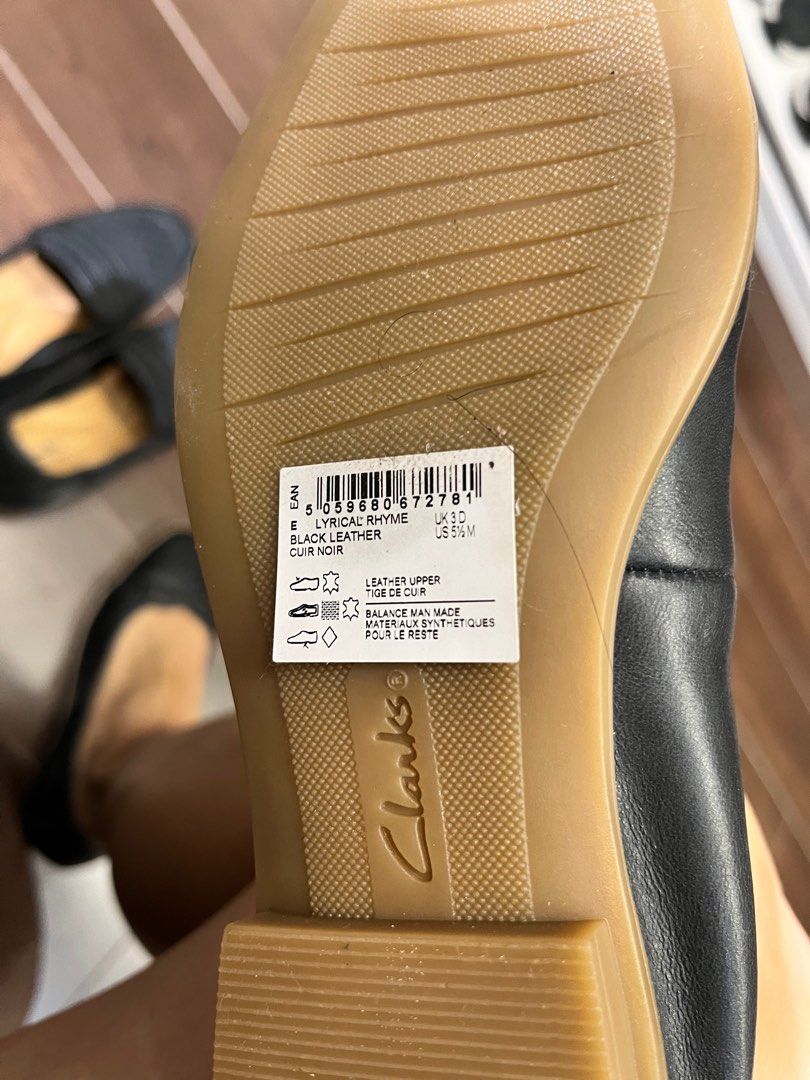 EAN
5 059680 672781
E LYRICAL RHYME UK 3 D
BLACK LEATHER US 5½ M
CUIR NOIR
LEATHER UPPER
TIGE DE CUIR
BALANCE MAN MADE
MATERIAUX SYNTHETIQUES
POUR LE RESTE
Clarks®